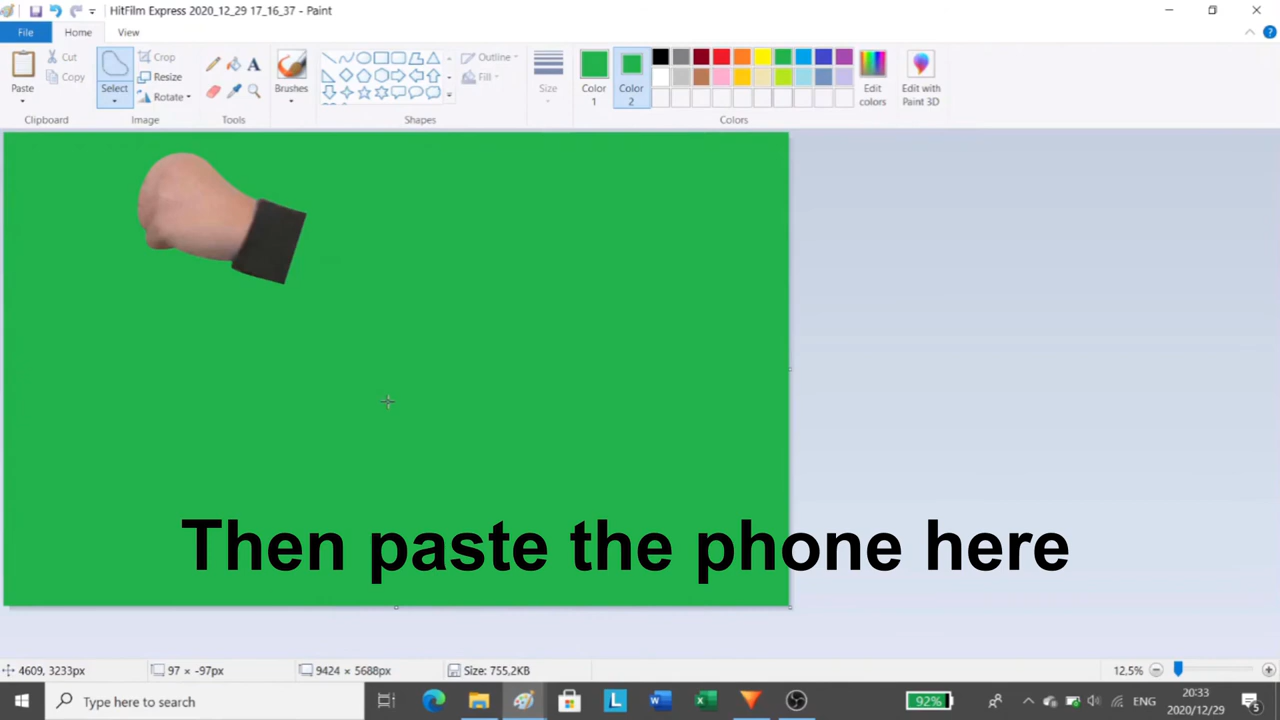 HitFilm Express 2020_12_29 17_16_37 - Paint
File
Home
View
Paste
Cut
Copy
Clipboard
Select
Crop
Resize
Rotate
Image
A
Tools
Brushes
Outline
Fill
Shapes
Size
Color
1
Color
2
Edit
colors
Edit with
Paint 3D
Colors
Then paste the phone here
4609, 3233px
97 × -97px
9424 × 5688px
Size: 755,2KB
12.5%
Type here to search
L
92%
ENG
20:33
2020/12/29
5